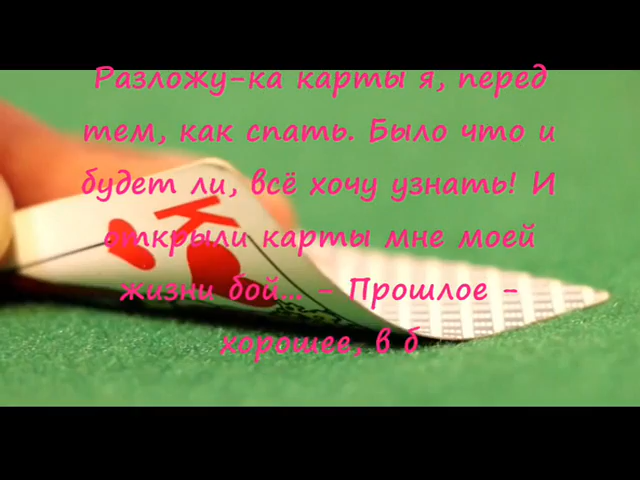 Разложу-ка карты я, перед
тем, как спать. Было что и
будет ли, всё хочу узнать! И
открыли карты мне моей
жизни бой... - Прошлое -
хорошее, в б
К